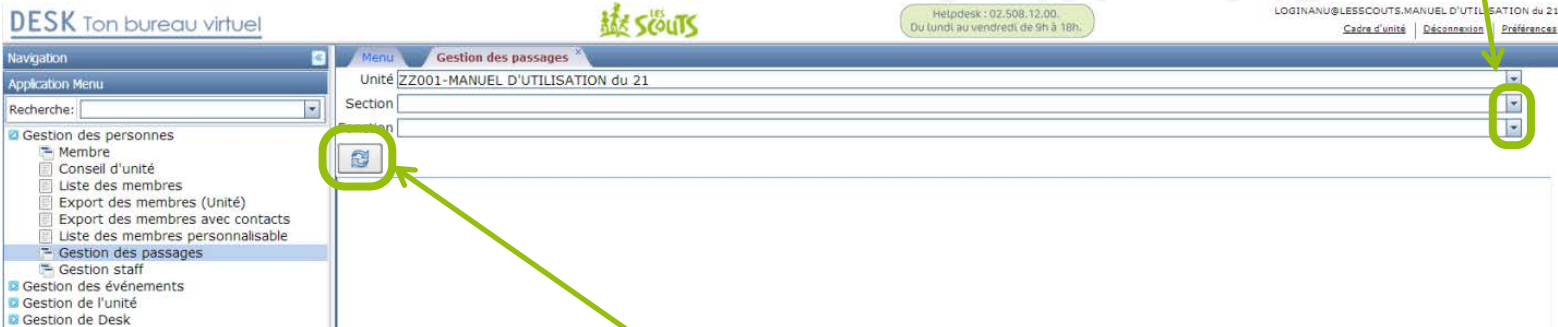 DESK Ton bureau virtuel
LES SCOUTS
Helpdesk : 02.508.12.00.
Du lundi au vendredi de 9h à 18h.
LOGINANU@LESSCOUTS.MANUEL D'UTILISATION du 21
Cadre d'unité | Déconnexion | Préférences
Navigation
Menu
Gestion des passages
Application Menu
Unité ZZ001-MANUEL D'UTILISATION du 21
Recherche:
Section
Fonction
Gestion des personnes
Membre
Conseil d'unité
Liste des membres
Export des membres (Unité)
Export des membres avec contacts
Liste des membres personnalisable
Gestion des passages
Gestion staff
Gestion des événements
Gestion de l'unité
Gestion de Desk